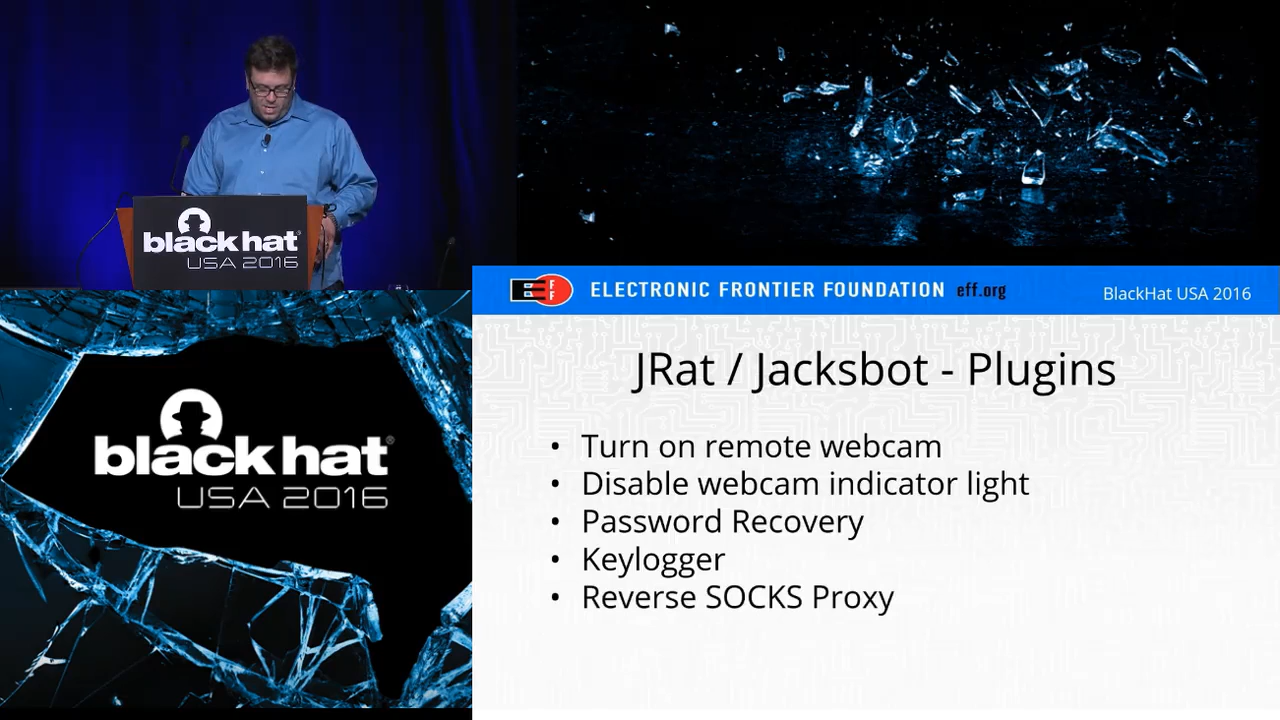 black hat
USA 2016
EFF
ELECTRONIC FRONTIER FOUNDATION eff.org
BlackHat USA 2016
JRat / Jacksbot - Plugins
• Turn on remote webcam
• Disable webcam indicator light
• Password Recovery
• Keylogger
• Reverse SOCKS Proxy
black hat®
USA 2016